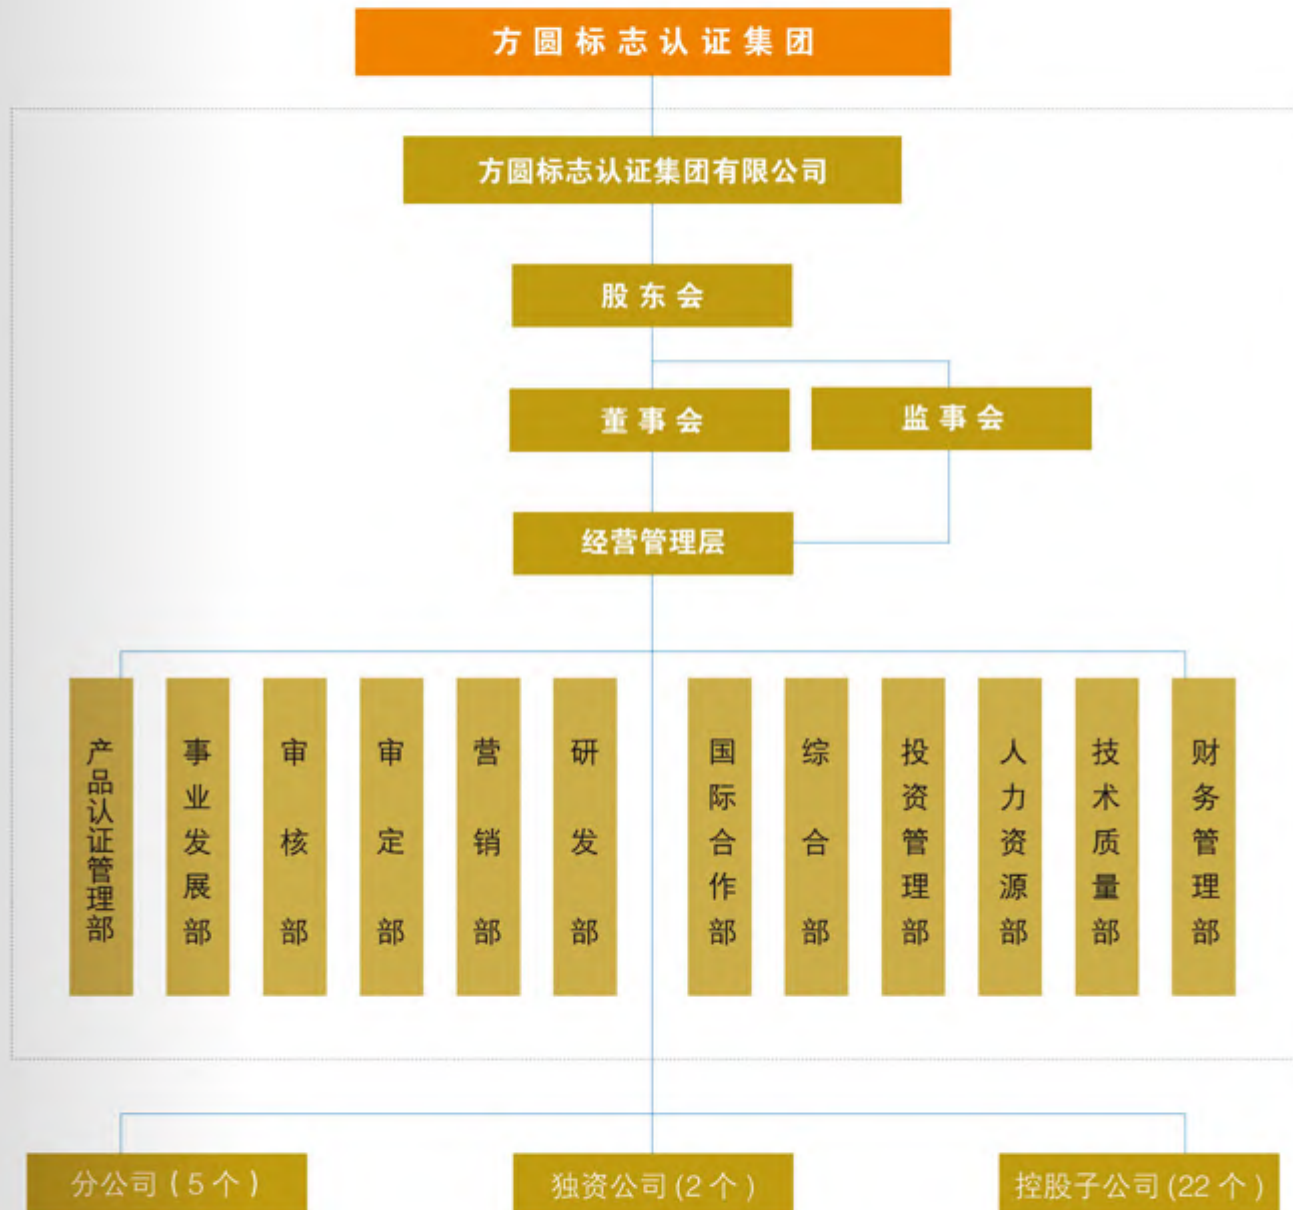 方圆标志认证集团
方圆标志认证集团有限公司
股东会
董事会
监事会
经营管理层
产品认证管理部
事业发展部
审核部
审定部
营销部
研发部
国际合作部
综合部
投资管理部
人力资源部
技术质量部
财务管理部
分公司(5个)
独资公司(2个)
控股子公司(22个)